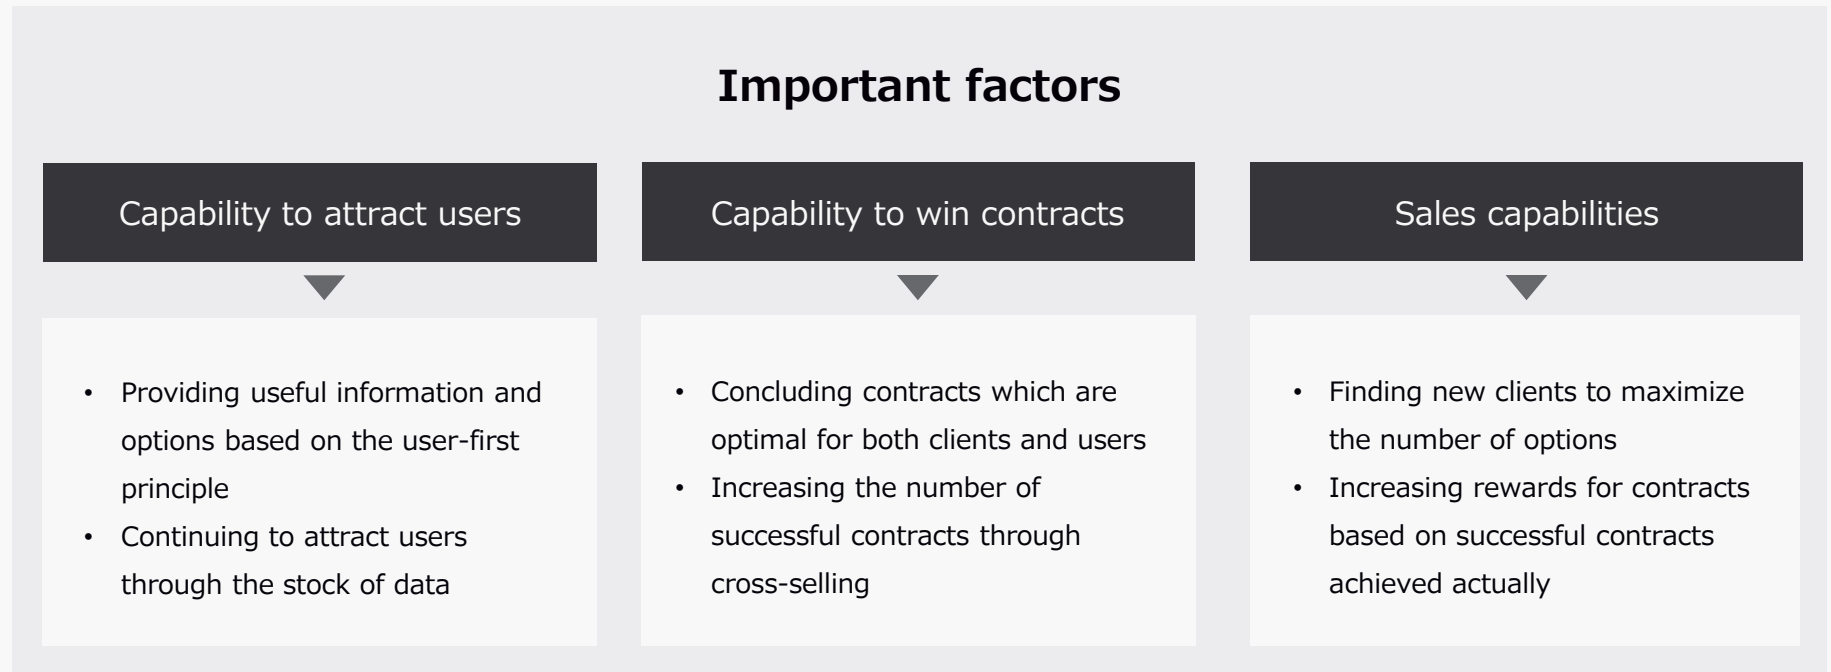 Important factors
Capability to attract users
• Providing useful information and
options based on the user-first
principle
• Continuing to attract users
through the stock of data
Capability to win contracts
• Concluding contracts which are
optimal for both clients and users
• Increasing the number of
successful contracts through
cross-selling
Sales capabilities
• Finding new clients to maximize
the number of options
• Increasing rewards for contracts
based on successful contracts
achieved actually